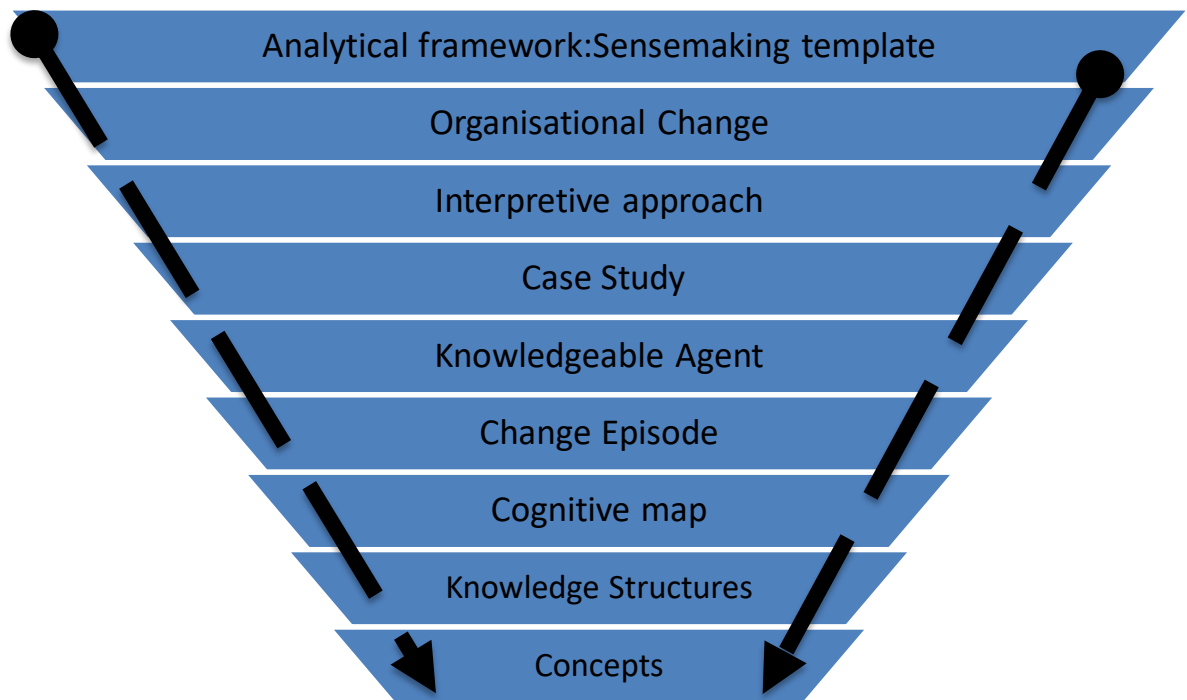 Analytical framework:Sensemaking template
Organisational Change
Interpretive approach
Case Study
Knowledgeable Agent
Change Episode
Cognitive map
Knowledge Structures
Concepts